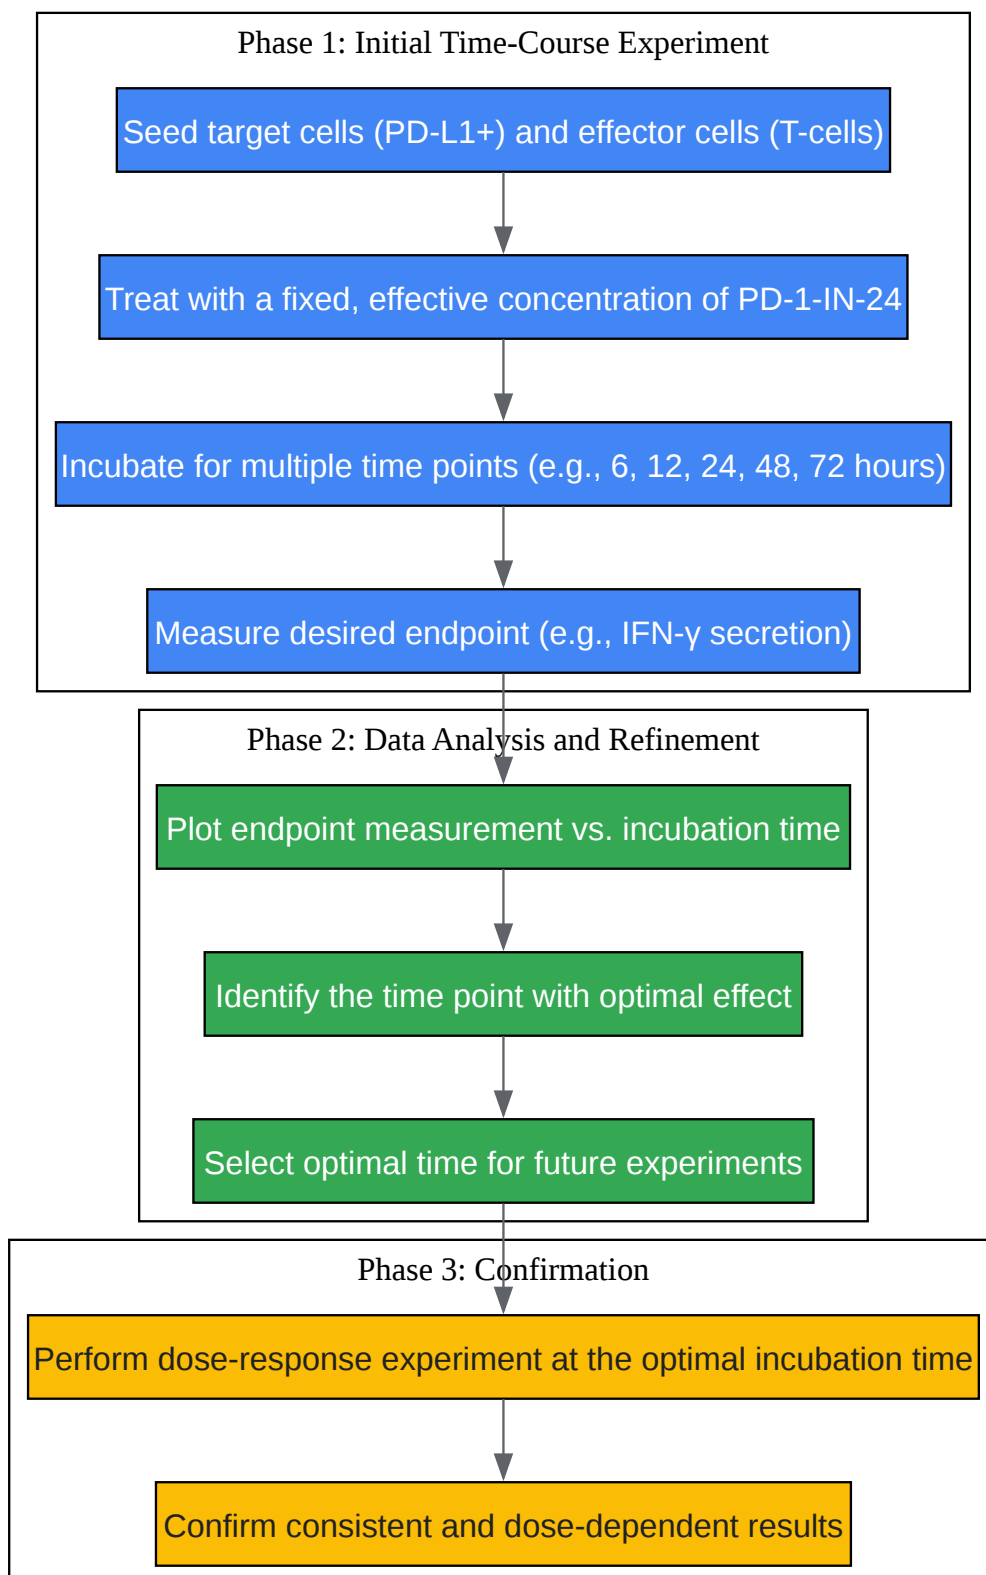 Phase 1: Initial Time-Course Experiment
Seed target cells (PD-L1+) and effector cells (T-cells)
Treat with a fixed, effective concentration of PD-1-IN-24
Incubate for multiple time points (e.g., 6, 12, 24, 48, 72 hours)
Measure desired endpoint (e.g., IFN-γ secretion)
Phase 2: Data Analysis and Refinement
Plot endpoint measurement vs. incubation time
Identify the time point with optimal effect
Select optimal time for future experiments
Phase 3: Confirmation
Perform dose-response experiment at the optimal incubation time
Confirm consistent and dose-dependent results